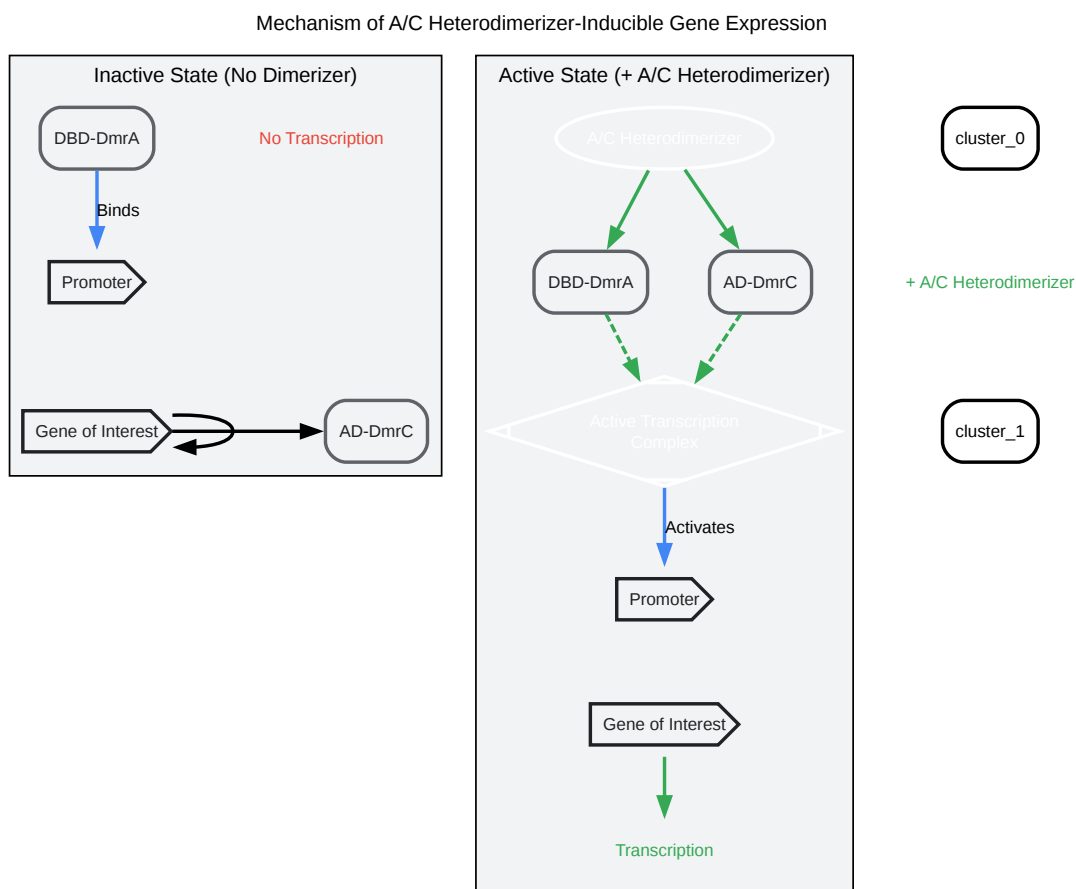 Mechanism of A/C Heterodimerizer-Inducible Gene Expression
Inactive State (No Dimerizer)
DBD-DmrA
No Transcription
Binds
Promoter
Gene of Interest
AD-DmrC
Active State (+ A/C Heterodimerizer)
A/C Heterodimerizer
DBD-DmrA
AD-DmrC
Active Transcription
Complex
Activates
Promoter
Gene of Interest
Transcription
cluster_0
+ A/C Heterodimerizer
cluster_1